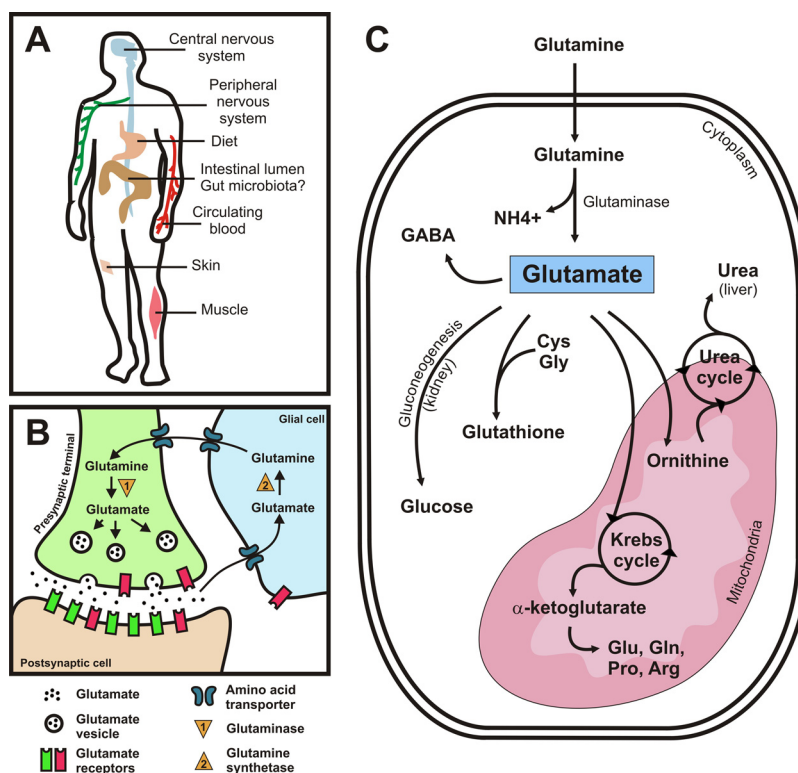 A
Central nervous
system
Peripheral
nervous
system
Diet
Intestinal lumen
Gut microbiota?
Circulating
blood
Skin
Muscle
B
Presynaptic terminal
Glial cell
Glutamine
1
Glutamate
Glutamine
2
Glutamate
Postsynaptic cell
Glutamate
Glutamate
vesicle
Glutamate
receptors
Amino acid
transporter
1
Glutaminase
2
Glutamine
synthetase
C
Glutamine
Cytoplasm
Glutamine
Glutaminase
NH4+
GABA
Glutamate
Urea
(liver)
Gluconeogenesis
(kidney)
Cys
Gly
Urea
cycle
Glutathione
Ornithine
Glucose
Krebs
cycle
Mitochondria
α-ketoglutarate
Glu, Gln,
Pro, Arg